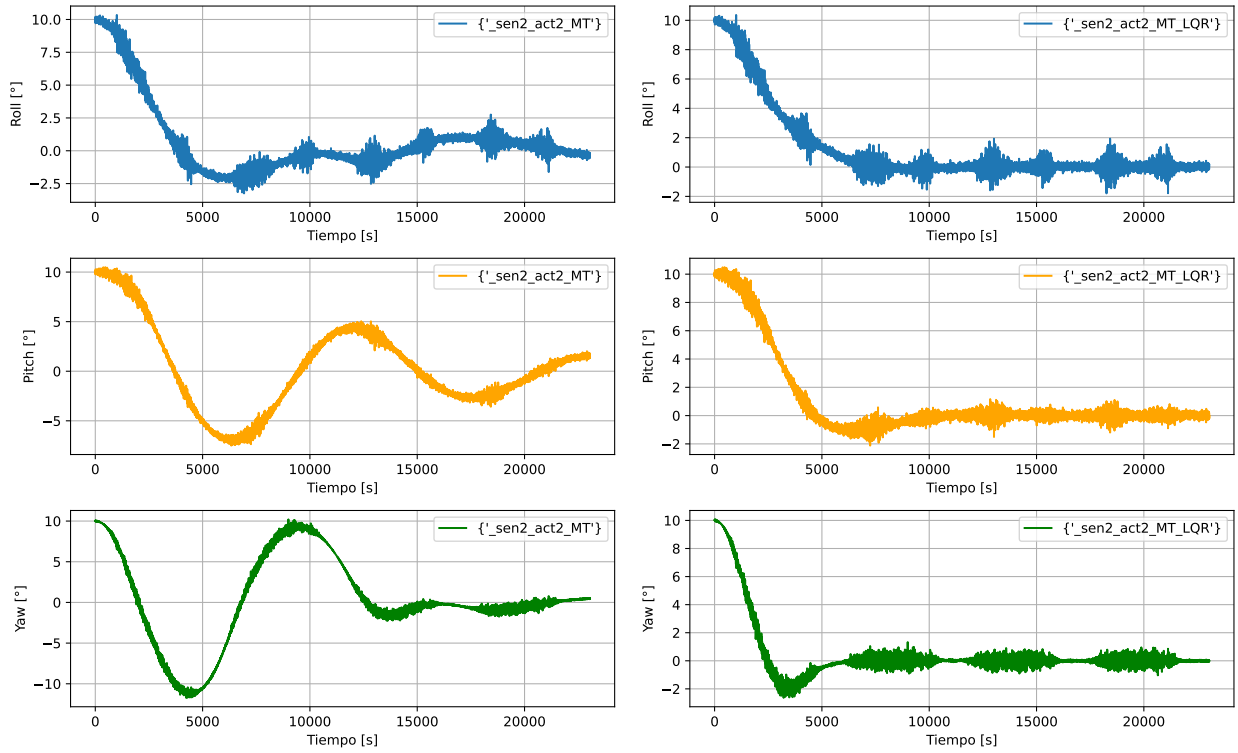 {'_sen2_act2_MT'}
Roll [°]
10.0
7.5
5.0
2.5
0.0
−2.5
0 5000 10000 15000 20000
Tiempo [s]
{'_sen2_act2_MT_LQR'}
Roll [°]
10
8
6
4
2
0
−2
0 5000 10000 15000 20000
Tiempo [s]
{'_sen2_act2_MT'}
Pitch [°]
10
5
0
−5
0 5000 10000 15000 20000
Tiempo [s]
{'_sen2_act2_MT_LQR'}
Pitch [°]
10
8
6
4
2
0
−2
0 5000 10000 15000 20000
Tiempo [s]
{'_sen2_act2_MT'}
Yaw [°]
10
5
0
−5
−10
0 5000 10000 15000 20000
Tiempo [s]
{'_sen2_act2_MT_LQR'}
Yaw [°]
10
8
6
4
2
0
−2
0 5000 10000 15000 20000
Tiempo [s]